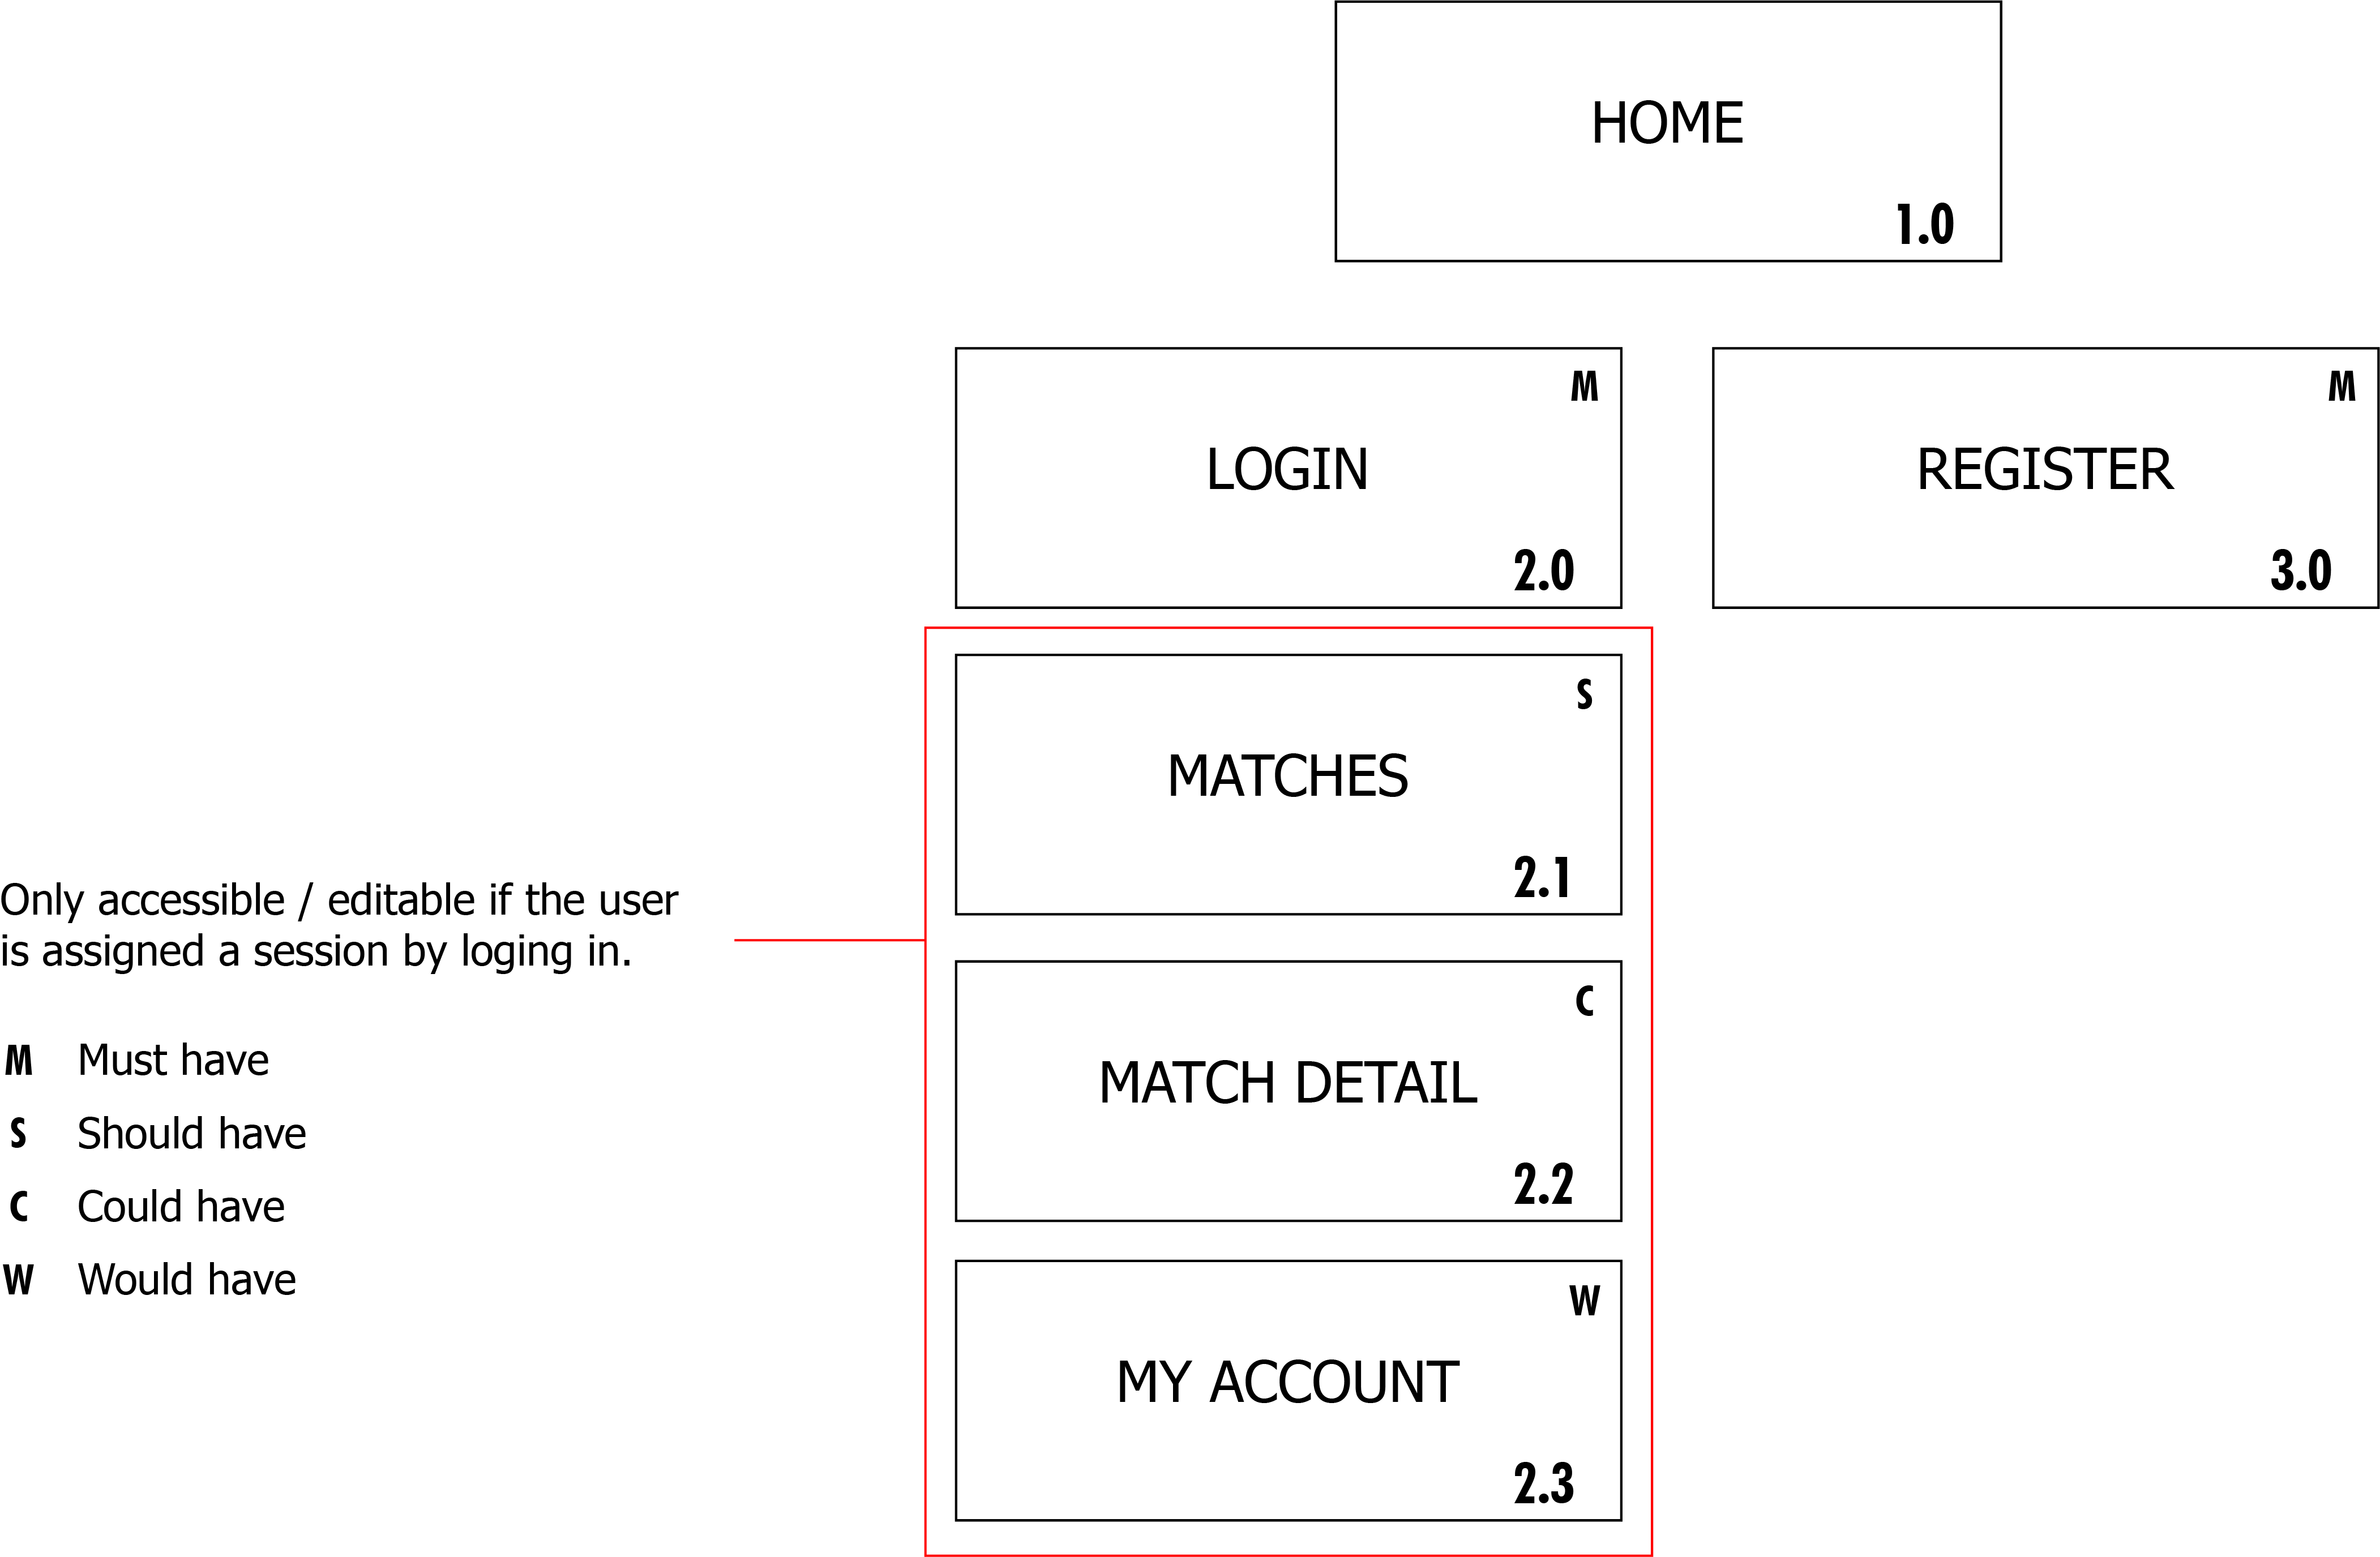 HOME
1.0
M
LOGIN
2.0
M
REGISTER
3.0
S
MATCHES
2.1
Only accessible / editable if the user
is assigned a session by loging in.
C
MATCH DETAIL
2.2
W
MY ACCOUNT
2.3
M Must have
S Should have
C Could have
W Would have